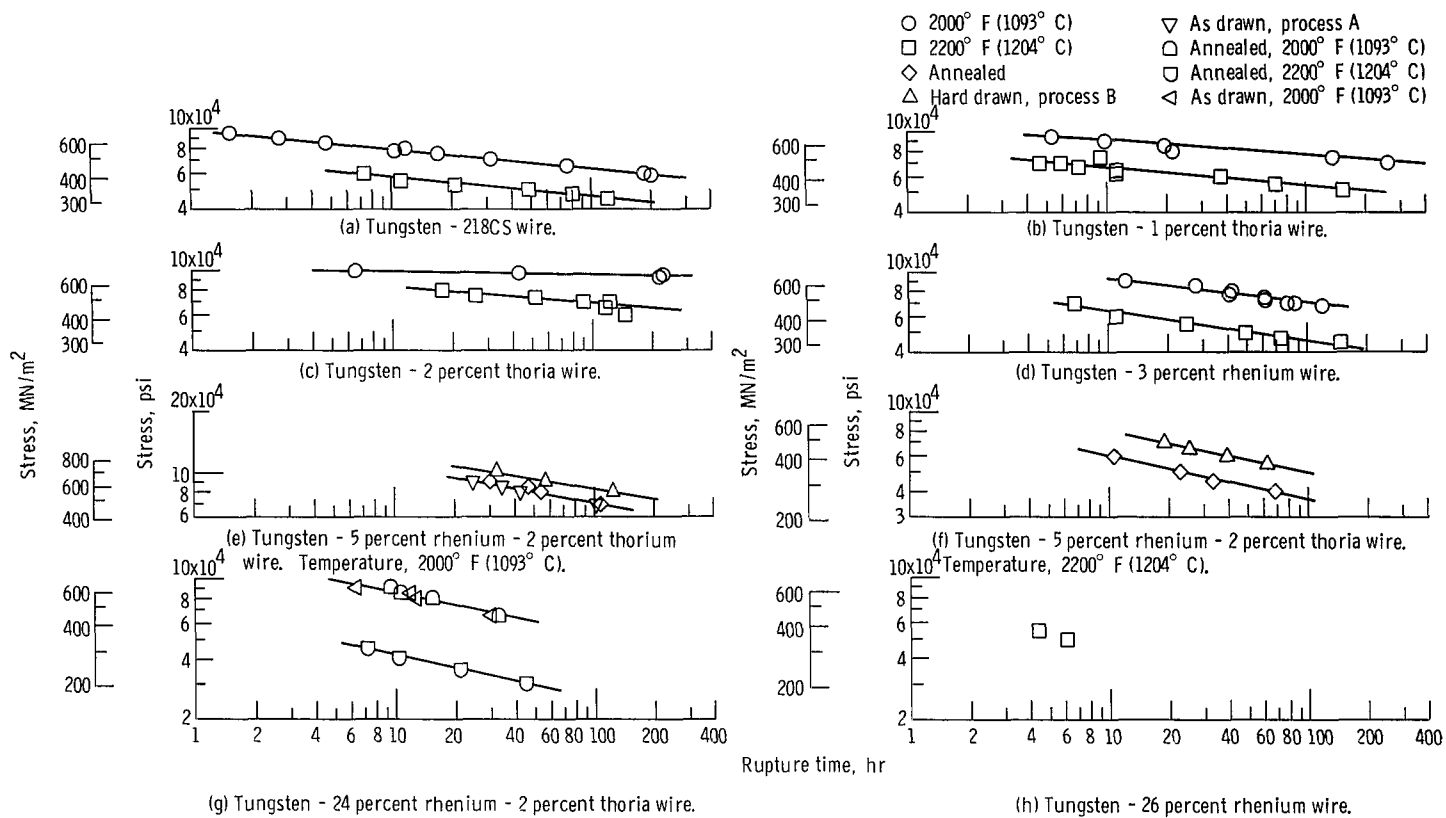 ○ 2000° F (1093° C)
□ 2200° F (1204° C)
◇ Annealed
△ Hard drawn, process B
▽ As drawn, process A
Annealed, 2000° F (1093° C)
Annealed, 2200° F (1204° C)
◁ As drawn, 2000° F (1093° C)
Stress, MN/m²
Stress, psi
600
400
300
10x10⁴
8
6
4
(a) Tungsten - 218CS wire.
600
400
300
10x10⁴
8
6
4
(b) Tungsten - 1 percent thoria wire.
600
400
300
10x10⁴
8
6
4
(c) Tungsten - 2 percent thoria wire.
Stress, MN/m²
Stress, psi
600
400
300
10x10⁴
8
6
4
(d) Tungsten - 3 percent rhenium wire.
800
600
400
20x10⁴
10
8
6
(e) Tungsten - 5 percent rhenium - 2 percent thorium
wire. Temperature, 2000° F (1093° C).
600
400
200
10x10⁴
8
6
4
3
(f) Tungsten - 5 percent rhenium - 2 percent thoria wire.
Temperature, 2200° F (1204° C).
600
400
200
10x10⁴
8
6
4
2
1 2 4 6 8 10 20 40 60 80 100 200 400
(g) Tungsten - 24 percent rhenium - 2 percent thoria wire.
600
400
200
10x10⁴
8
6
4
2
1 2 4 6 8 10 20 40 60 80 100 200 400
Rupture time, hr
(h) Tungsten - 26 percent rhenium wire.